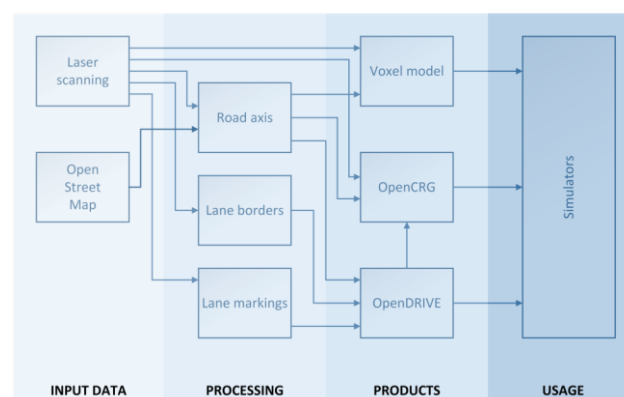 Laser
scanning
Open
Street
Map
Road axis
Lane borders
Lane markings
Voxel model
OpenCRG
OpenDRIVE
Simulators
INPUT DATA
PROCESSING
PRODUCTS
USAGE